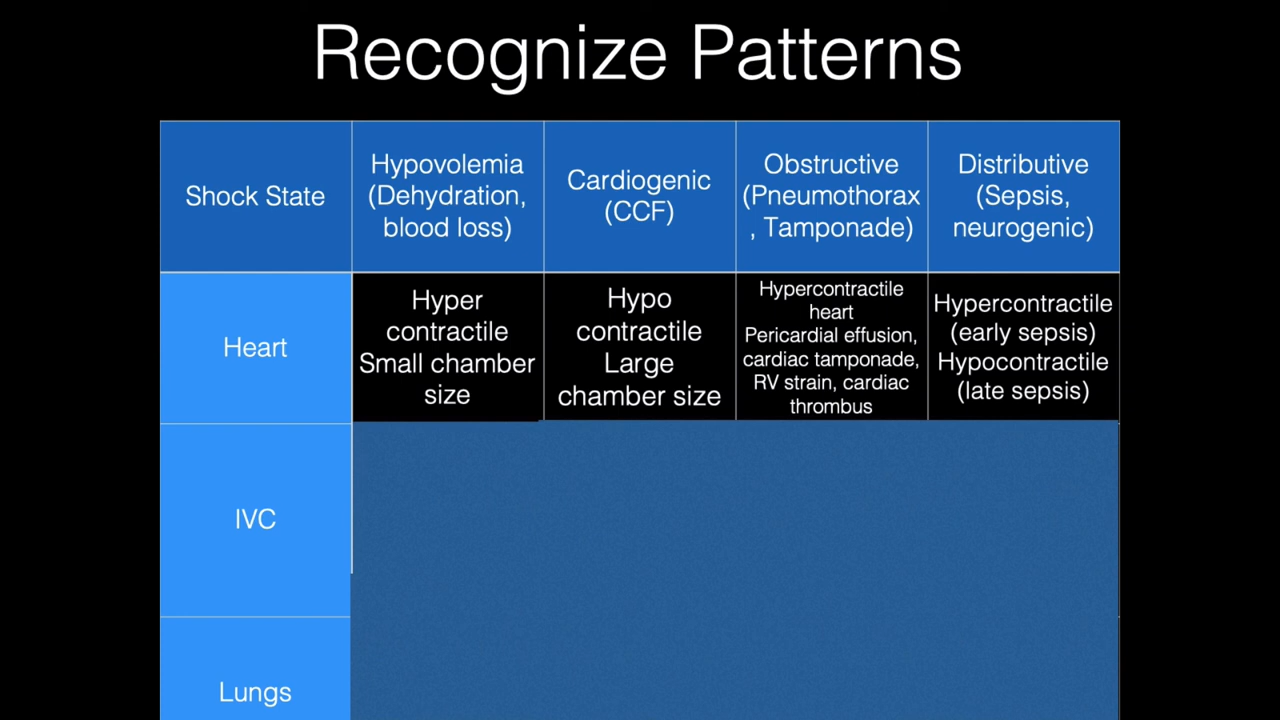 Recognize Patterns
Shock State
Hypovolemia
(Dehydration,
blood loss)
Cardiogenic
(CCF)
Obstructive
(Pneumothorax
, Tamponade)
Distributive
(Sepsis,
neurogenic)
Heart
Hyper
contractile
Small chamber
size
Hypo
contractile
Large
chamber size
Hypercontractile
heart
Pericardial effusion,
cardiac tamponade,
RV strain, cardiac
thrombus
Hypercontractile
(early sepsis)
Hypocontractile
(late sepsis)
IVC
Lungs